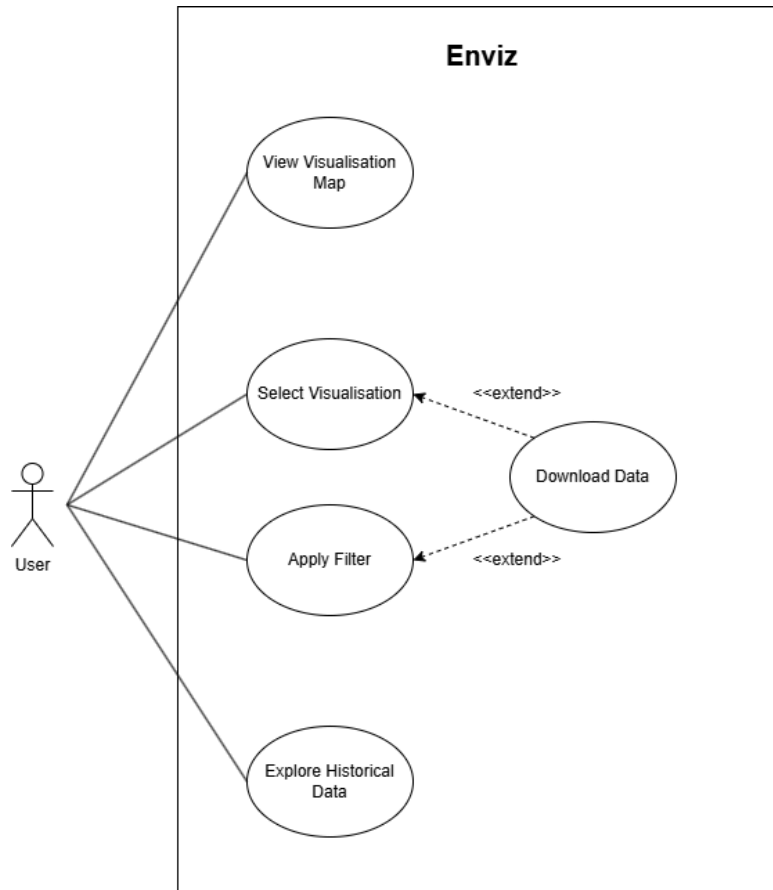 Enviz
View Visualisation
Map
Select Visualisation
<<extend>>
Download Data
User
Apply Filter
<<extend>>
Explore Historical
Data